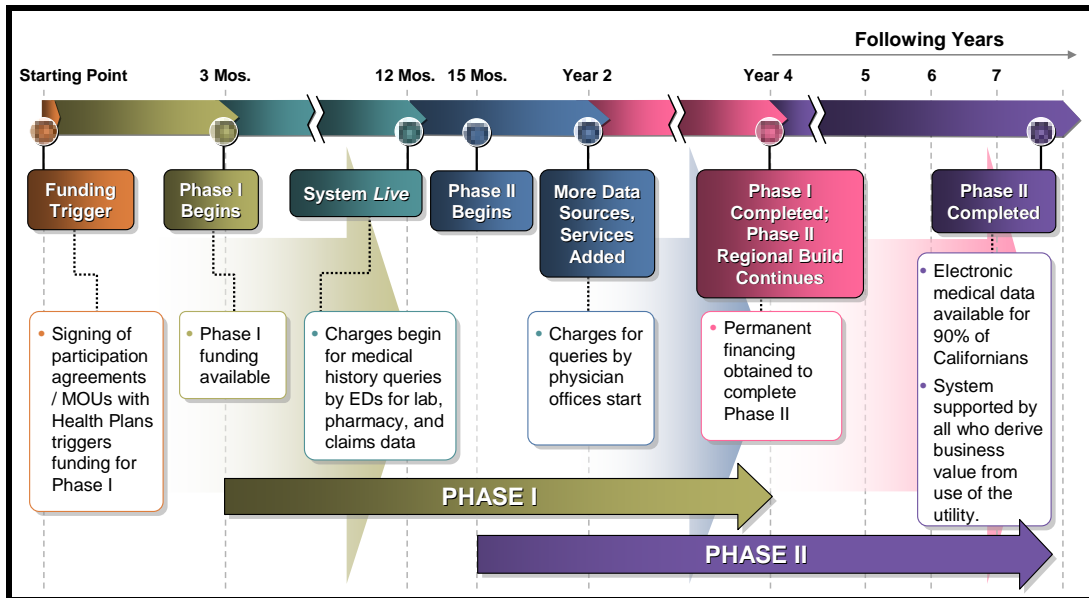 Following Years
Starting Point
3 Mos.
12 Mos.
15 Mos.
Year 2
Year 4
5
6
7
Funding
Trigger
Phase I
Begins
System Live
Phase II
Begins
More Data
Sources,
Services
Added
Phase I
Completed;
Phase II
Regional Build
Continues
Phase II
Completed
• Signing of
participation
agreements
/ MOUs with
Health Plans
triggers
funding for
Phase I
• Phase I
funding
available
• Charges begin
for medical
history queries
by EDs for lab,
pharmacy, and
claims data
• Charges for
queries by
physician
offices start
• Permanent
financing
obtained to
complete
Phase II
• Electronic
medical data
available for
90% of
Californians
• System
supported by
all who derive
business
value from
use of the
utility.
PHASE I
PHASE II